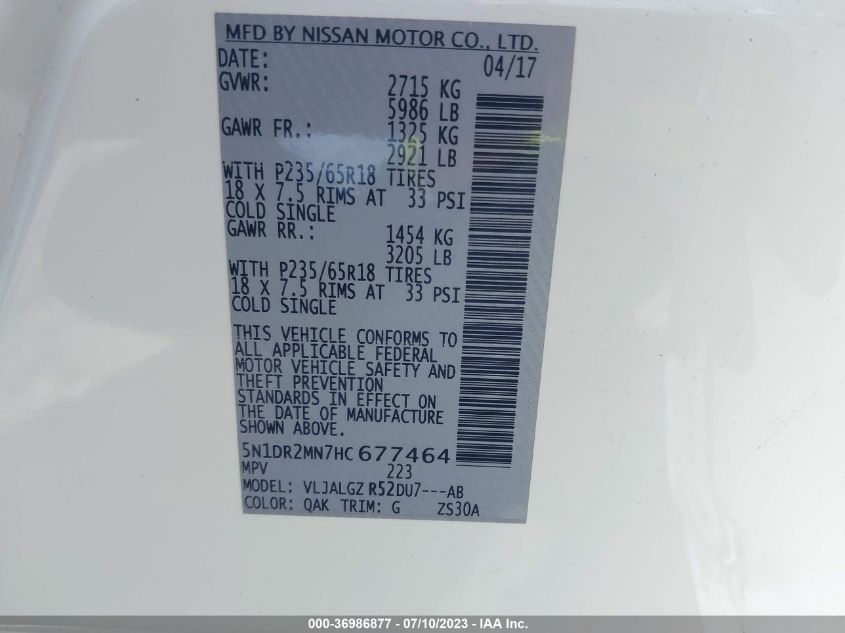 MFD BY NISSAN MOTOR CO., LTD.
DATE: 04/17
GVWR: 2715 KG
5986 LB
GAWR FR.: 1325 KG
2921 LB
WITH P235/65R18 TIRES
18 X 7.5 RIMS AT 33 PSI
COLD SINGLE
GAWR RR.: 1454 KG
3205 LB
WITH P235/65R18 TIRES
18 X 7.5 RIMS AT 33 PSI
COLD SINGLE
THIS VEHICLE CONFORMS TO
ALL APPLICABLE FEDERAL
MOTOR VEHICLE SAFETY AND
THEFT PREVENTION
STANDARDS IN EFFECT ON
THE DATE OF MANUFACTURE
SHOWN ABOVE.
5N1DR2MN7HC677464
MPV 223
MODEL: VLJALGZ R52DU7---AB
COLOR: QAK TRIM: G ZS30A
000-36986877 - 07/10/2023 - IAA Inc.